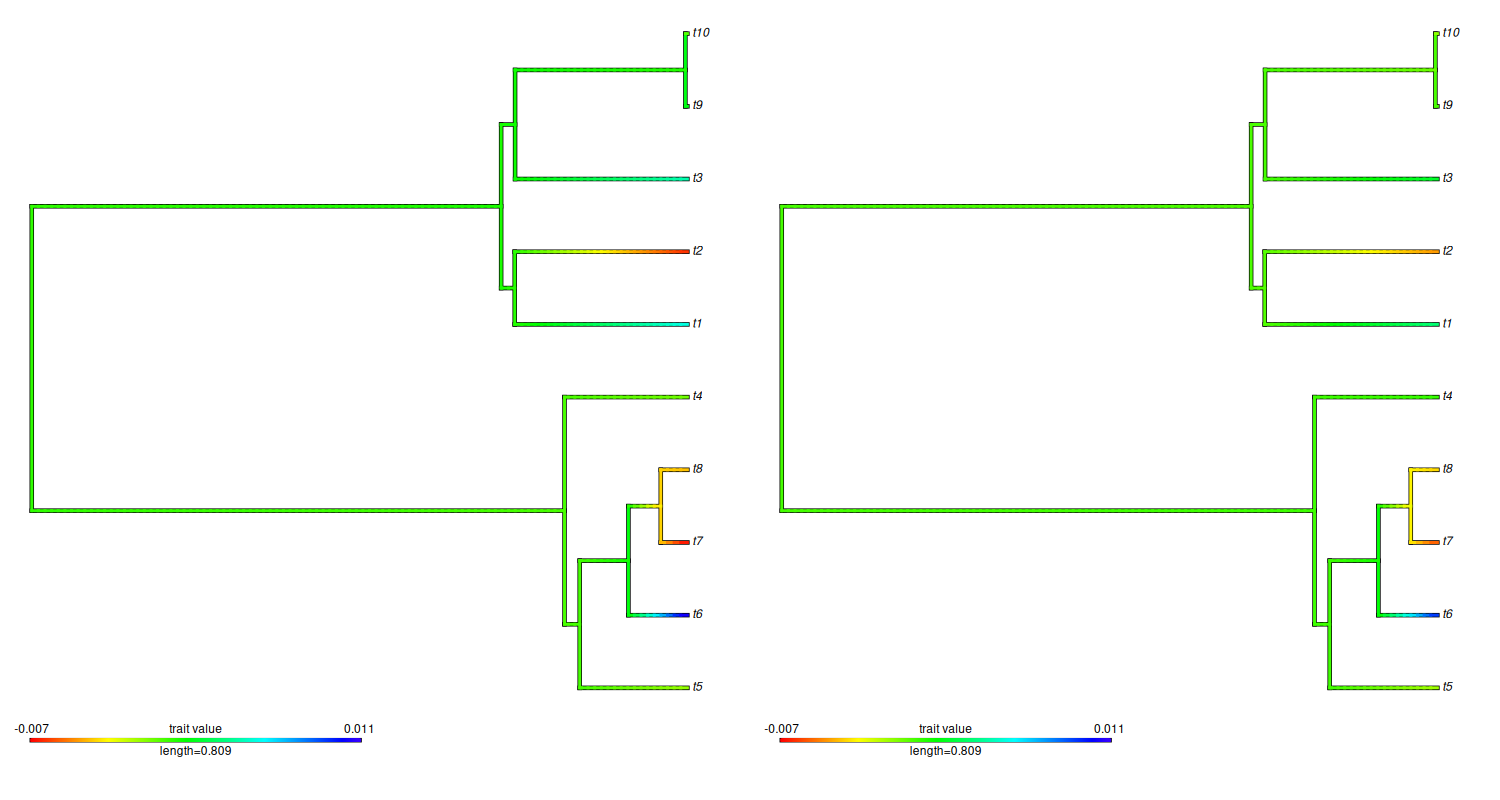 t10
t9
t3
t2
t1
t4
t8
t7
t6
t5
-0.007 trait value 0.011
length=0.809
t10
t9
t3
t2
t1
t4
t8
t7
t6
t5
-0.007 trait value 0.011
length=0.809